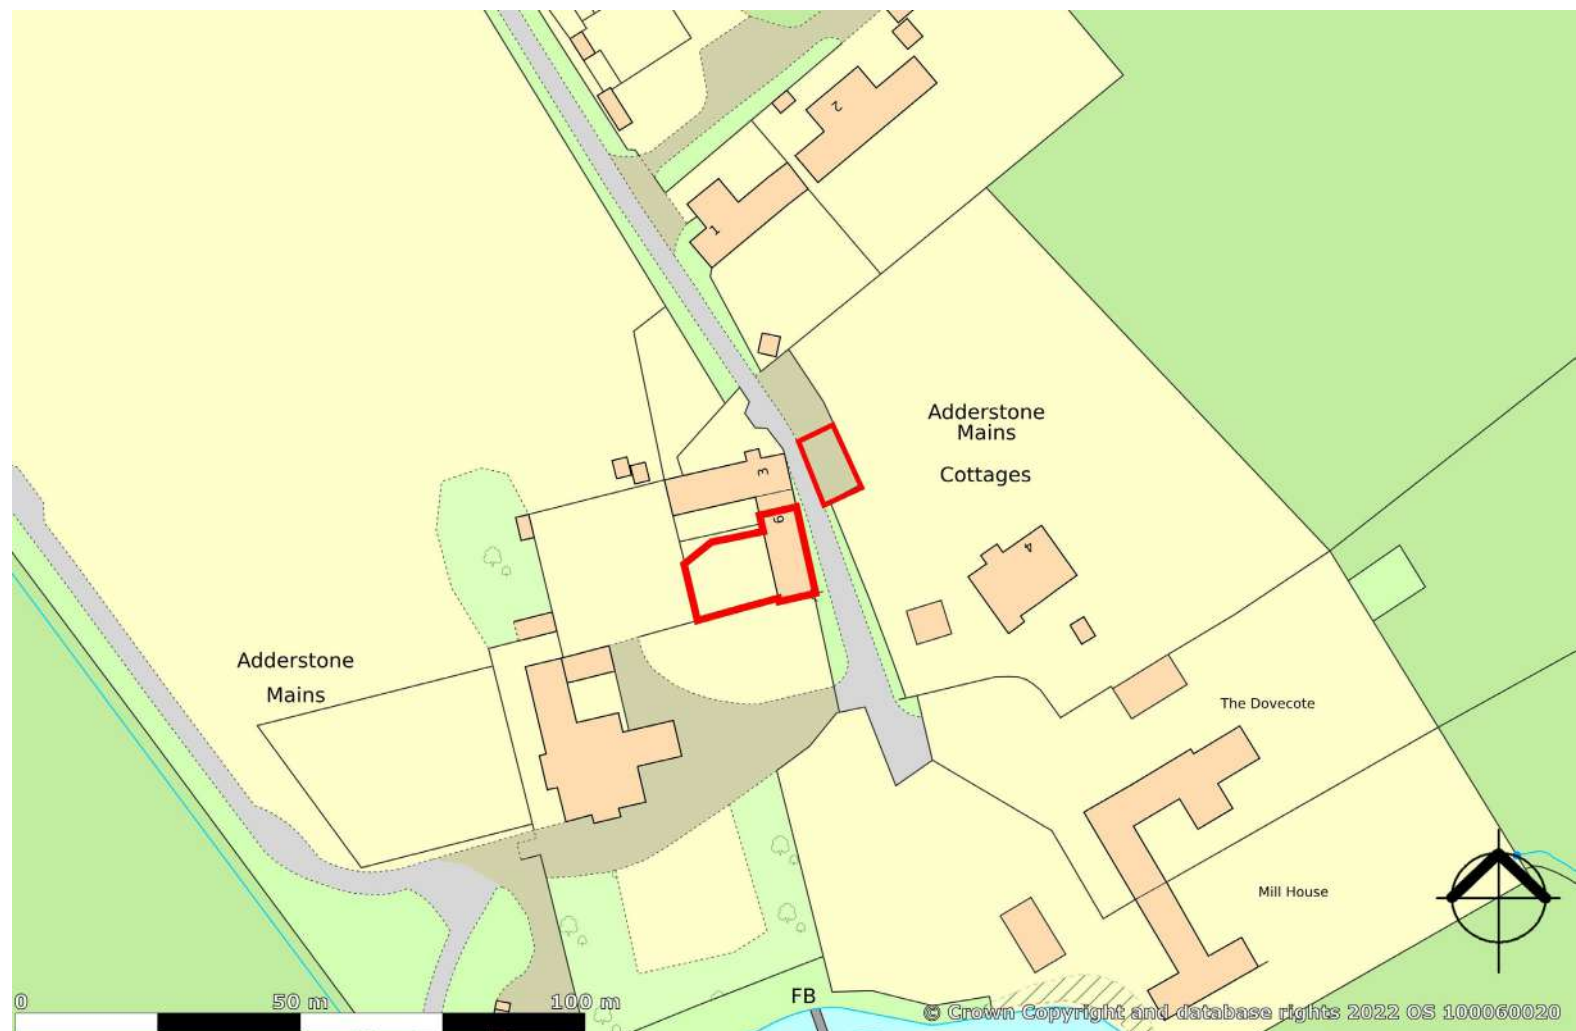 2
1
Adderstone
Mains
Cottages
3
9
4
Adderstone
Mains
The Dovecote
Mill House
FB
0
50 m
100 m
© Crown Copyright and database rights 2022 OS 100060020